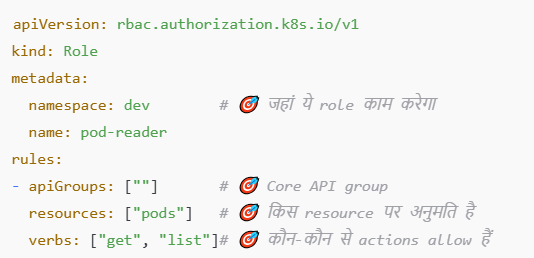 apiVersion: rbac.authorization.k8s.io/v1
kind: Role
metadata:
  namespace: dev       # 🎯 जहां ये role काम करेगा
  name: pod-reader
rules:
- apiGroups: [""]      # 🎯 Core API group
  resources: ["pods"]  # 🎯 किस resource पर अनुमति है
  verbs: ["get", "list"]# 🎯 कौन-कौन से actions allow हैं